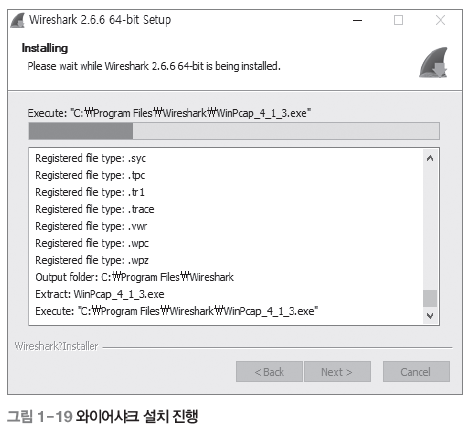 Wireshark 2.6.6 64-bit Setup
Installing
Please wait while Wireshark 2.6.6 64-bit is being installed.
Execute: "C:₩Program Files₩Wireshark₩WinPcap_4_1_3.exe"
Registered file type: .syc
Registered file type: .tpc
Registered file type: .tr1
Registered file type: .trace
Registered file type: .vwr
Registered file type: .wpc
Registered file type: .wpz
Output folder: C:₩Program Files₩Wireshark
Extract: WinPcap_4_1_3.exe
Execute: "C:₩Program Files₩Wireshark₩WinPcap_4_1_3.exe"
Wireshark?Installer
< Back Next > Cancel
그림 1-19 와이어샤크 설치 진행